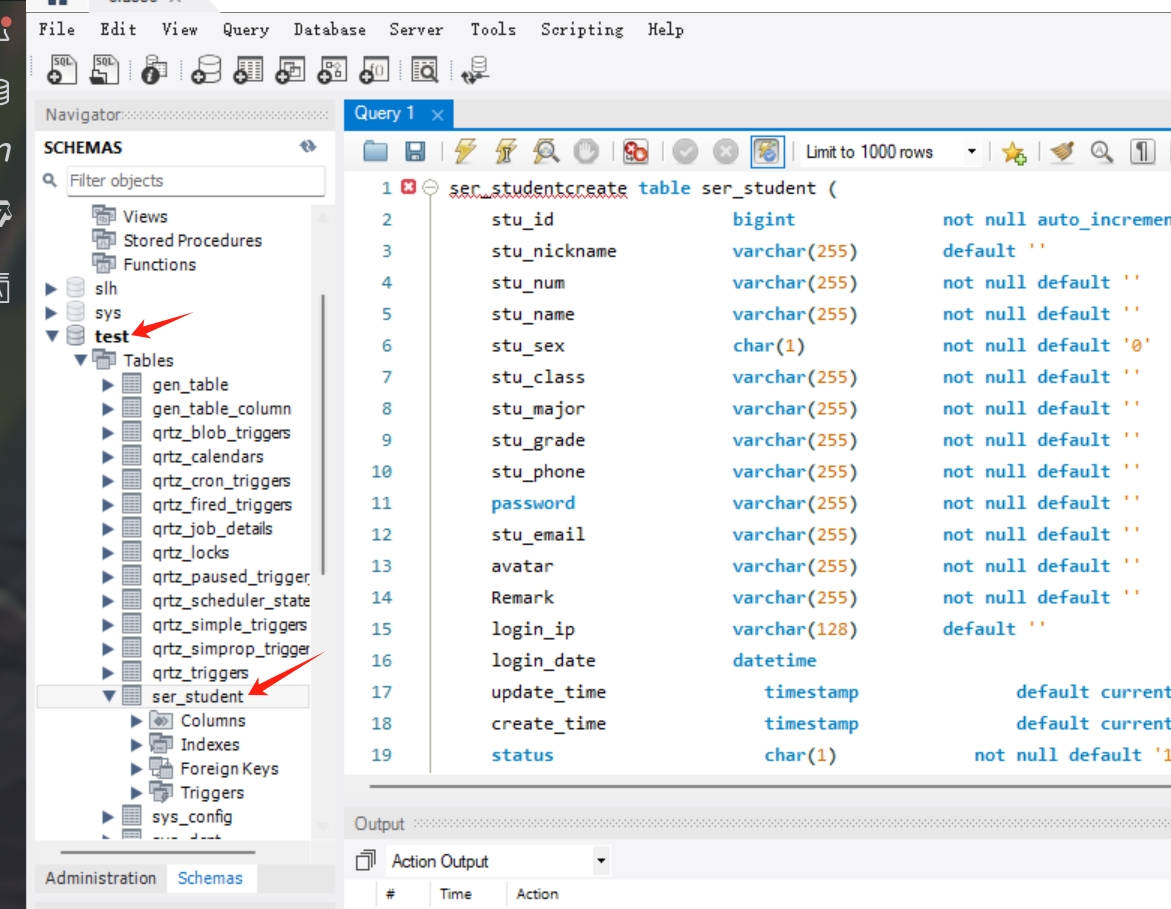 File Edit View Query Database Server Tools Scripting Help
Navigator
SCHEMAS
Filter objects
Views
Stored Procedures
Functions
slh
sys
test
Tables
gen_table
gen_table_column
qrtz_blob_triggers
qrtz_calendars
qrtz_cron_triggers
qrtz_fired_triggers
qrtz_job_details
qrtz_locks
qrtz_paused_trigger
qrtz_scheduler_state
qrtz_simple_triggers
qrtz_simprop_trigger
qrtz_triggers
ser_student
Columns
Indexes
Foreign Keys
Triggers
sys_config
Administration Schemas
Query 1
Limit to 1000 rows
1 ser_studentcreate table ser_student (
2 stu_id bigint not null auto_incremen
3 stu_nickname varchar(255) default ''
4 stu_num varchar(255) not null default ''
5 stu_name varchar(255) not null default ''
6 stu_sex char(1) not null default '0'
7 stu_class varchar(255) not null default ''
8 stu_major varchar(255) not null default ''
9 stu_grade varchar(255) not null default ''
10 stu_phone varchar(255) not null default ''
11 password varchar(255) not null default ''
12 stu_email varchar(255) not null default ''
13 avatar varchar(255) not null default ''
14 Remark varchar(255) not null default ''
15 login_ip varchar(128) default ''
16 login_date datetime
17 update_time timestamp default current
18 create_time timestamp default current
19 status char(1) not null default '1
Output
Action Output
# Time Action